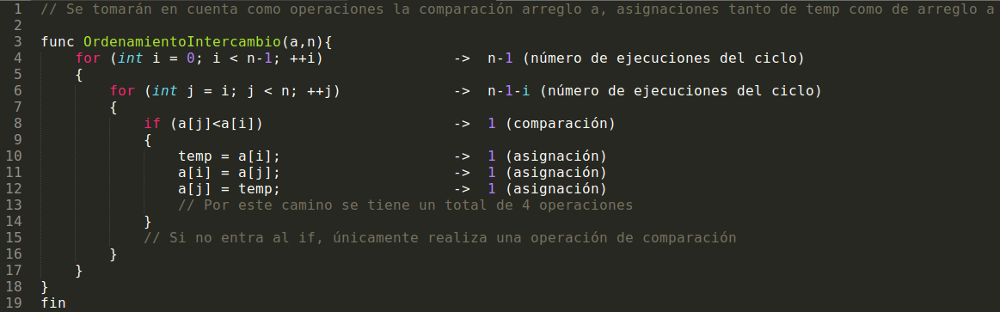 1 // Se tomarán en cuenta como operaciones la comparación arreglo a, asignaciones tanto de temp como de arreglo a
2
3 func OrdenamientoIntercambio(a,n){
4 for (int i = 0; i < n-1; ++i) -> n-1 (número de ejecuciones del ciclo)
5 {
6 for (int j = i; j < n; ++j) -> n-1-i (número de ejecuciones del ciclo)
7 {
8 if (a[j]<a[i]) -> 1 (comparación)
9 {
10 temp = a[i]; -> 1 (asignación)
11 a[i] = a[j]; -> 1 (asignación)
12 a[j] = temp; -> 1 (asignación)
13 // Por este camino se tiene un total de 4 operaciones
14 }
15 // Si no entra al if, únicamente realiza una operación de comparación
16 }
17 }
18 }
19 fin